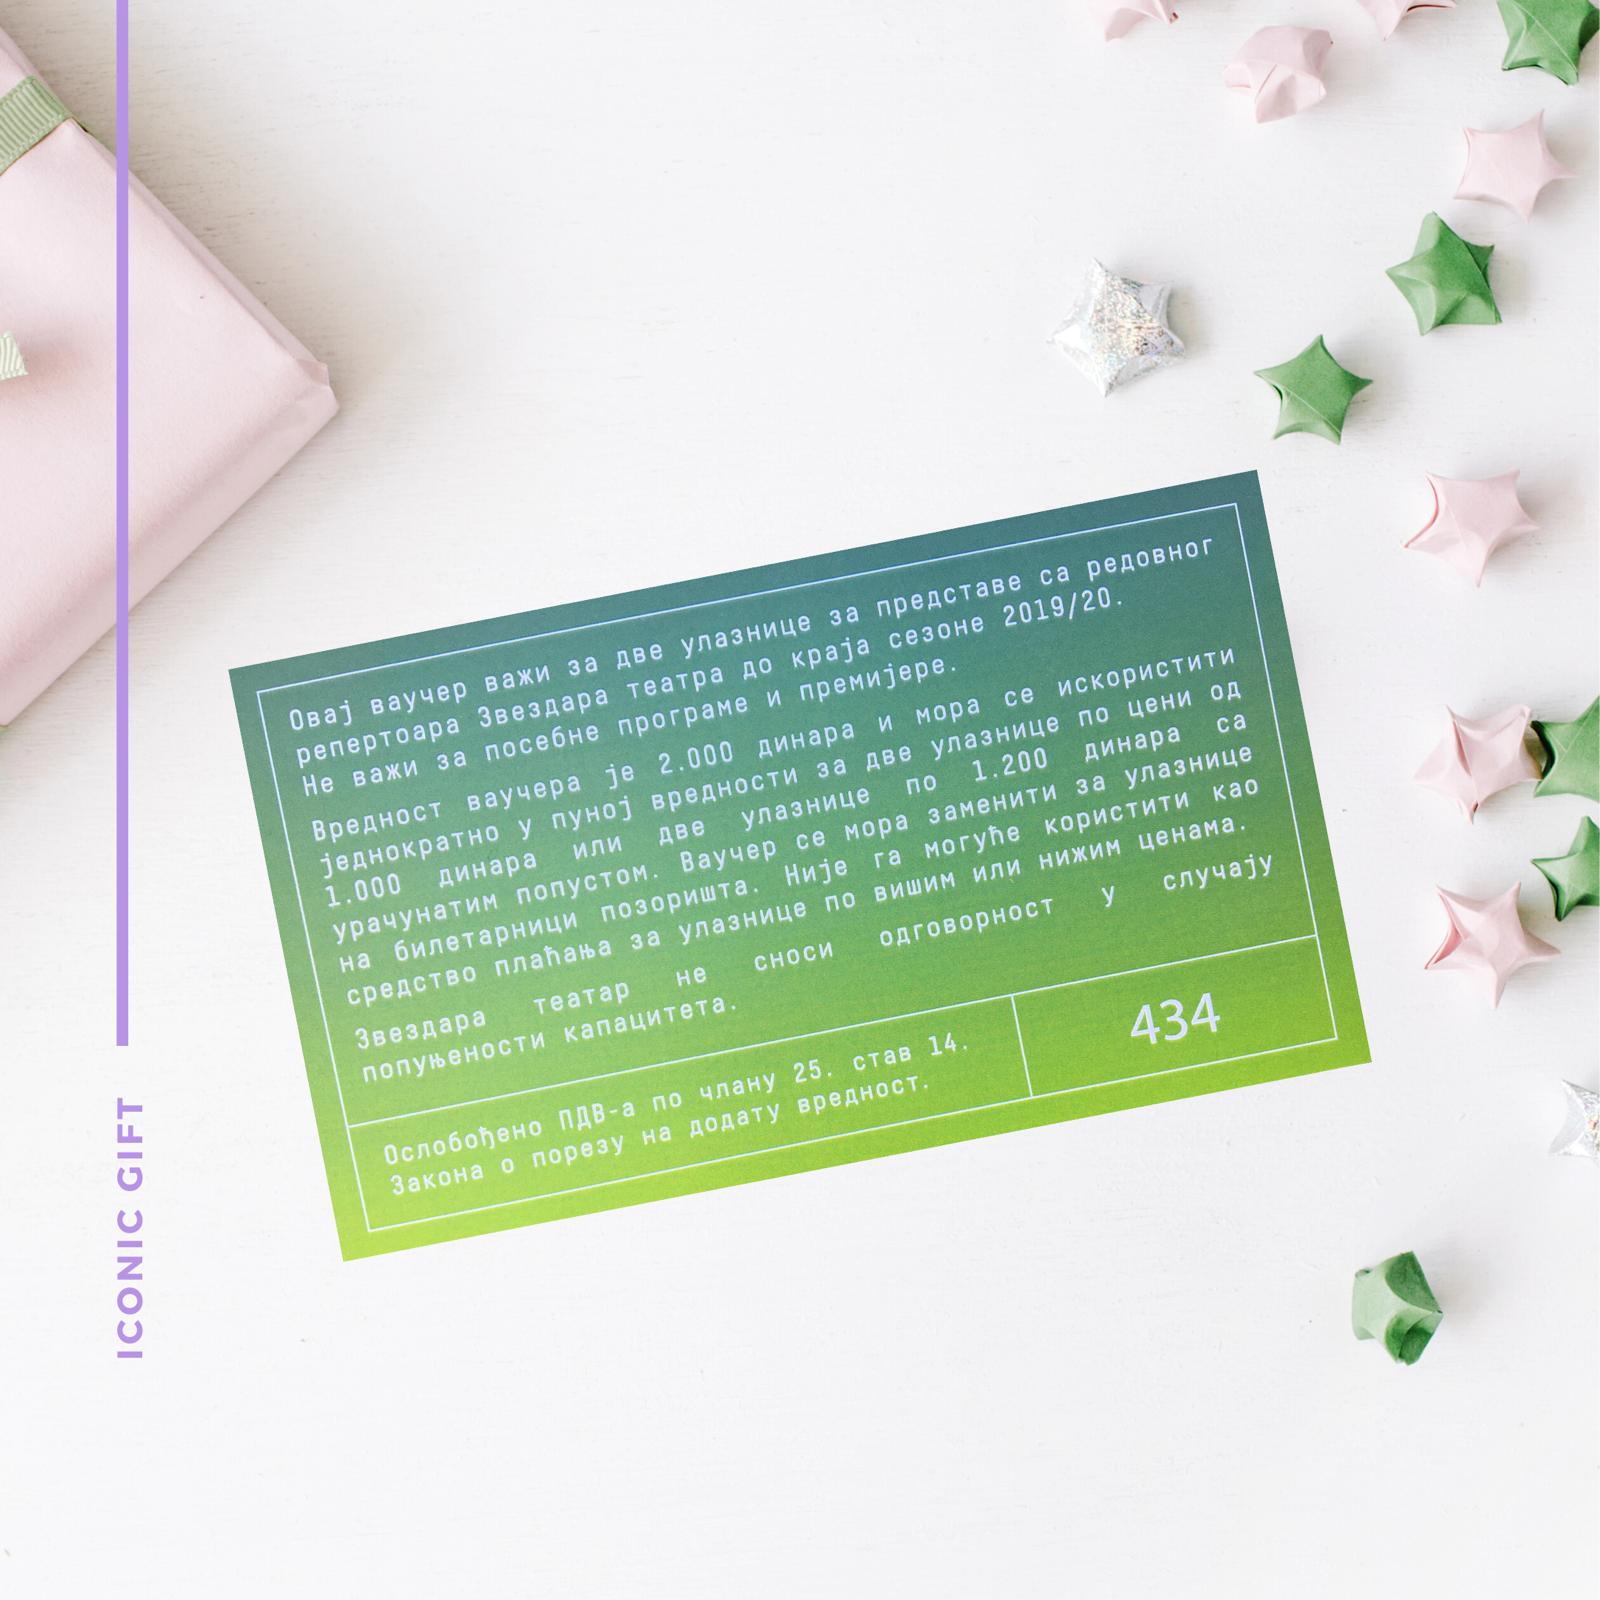 Овај ваучер важи за две улазнице за представе са редовног
репертоара Звездара театра до краја сезоне 2019/20.
Не важи за посебне програме и премијере.
Вредност ваучера је 2.000 динара и мора се искористити
једнократно у пуној вредности за две улазнице по цени од
1.000 динара или две улазнице по 1.200 динара са
урачунатим попустом. Ваучер се мора заменити за улазнице
на билетарници позоришта. Није га могуће користити као
средство плаћања за улазнице по вишим или нижим ценама.
Звездара театар не сноси одговорност у случају
попуњености капацитета.
Ослобођено ПДВ-а по члану 25. став 14.
Закона о порезу на додату вредност.
434
ICONIC GIFT